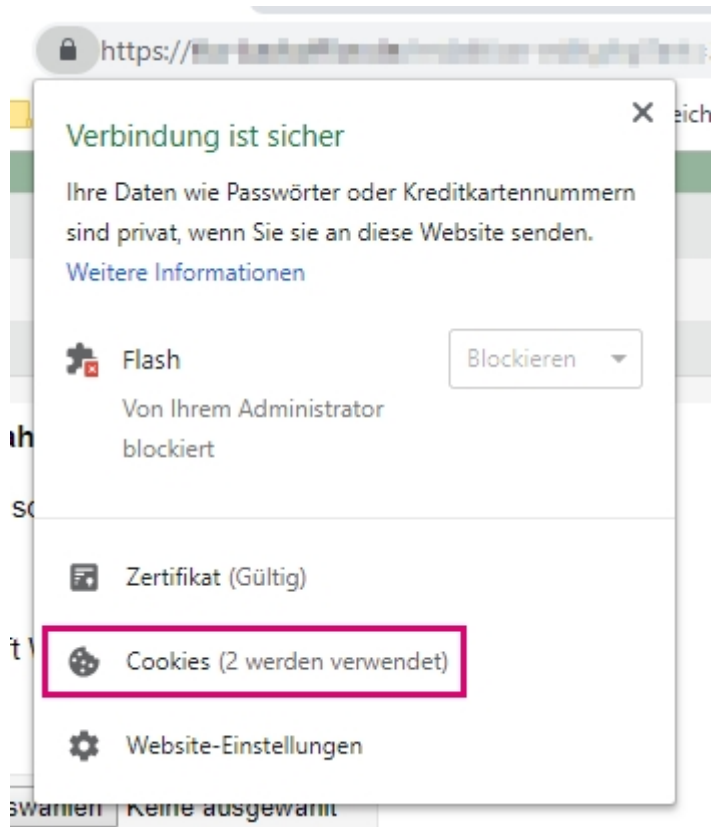 https://
Verbindung ist sicher
Ihre Daten wie Passwörter oder Kreditkartennummern
sind privat, wenn Sie sie an diese Website senden.
Weitere Informationen
Flash
Blockieren
Von Ihrem Administrator
blockiert
Zertifikat (Gültig)
Cookies (2 werden verwendet)
Website-Einstellungen
Keine ausgewählt